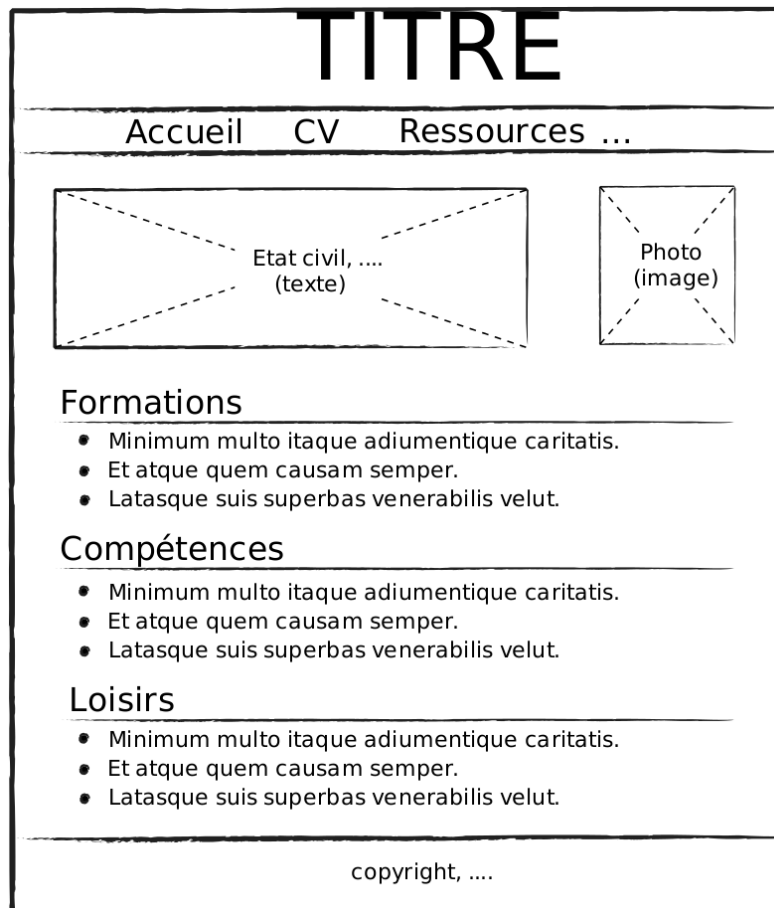 TITRE
Accueil CV Ressources ...
Etat civil, ....
(texte)
Photo
(image)
Formations
Minimum multo itaque adiumentique caritatis.
Et atque quem causam semper.
Latasque suis superbas venerabilis velut.
Compétences
Minimum multo itaque adiumentique caritatis.
Et atque quem causam semper.
Latasque suis superbas venerabilis velut.
Loisirs
Minimum multo itaque adiumentique caritatis.
Et atque quem causam semper.
Latasque suis superbas venerabilis velut.
copyright, ....